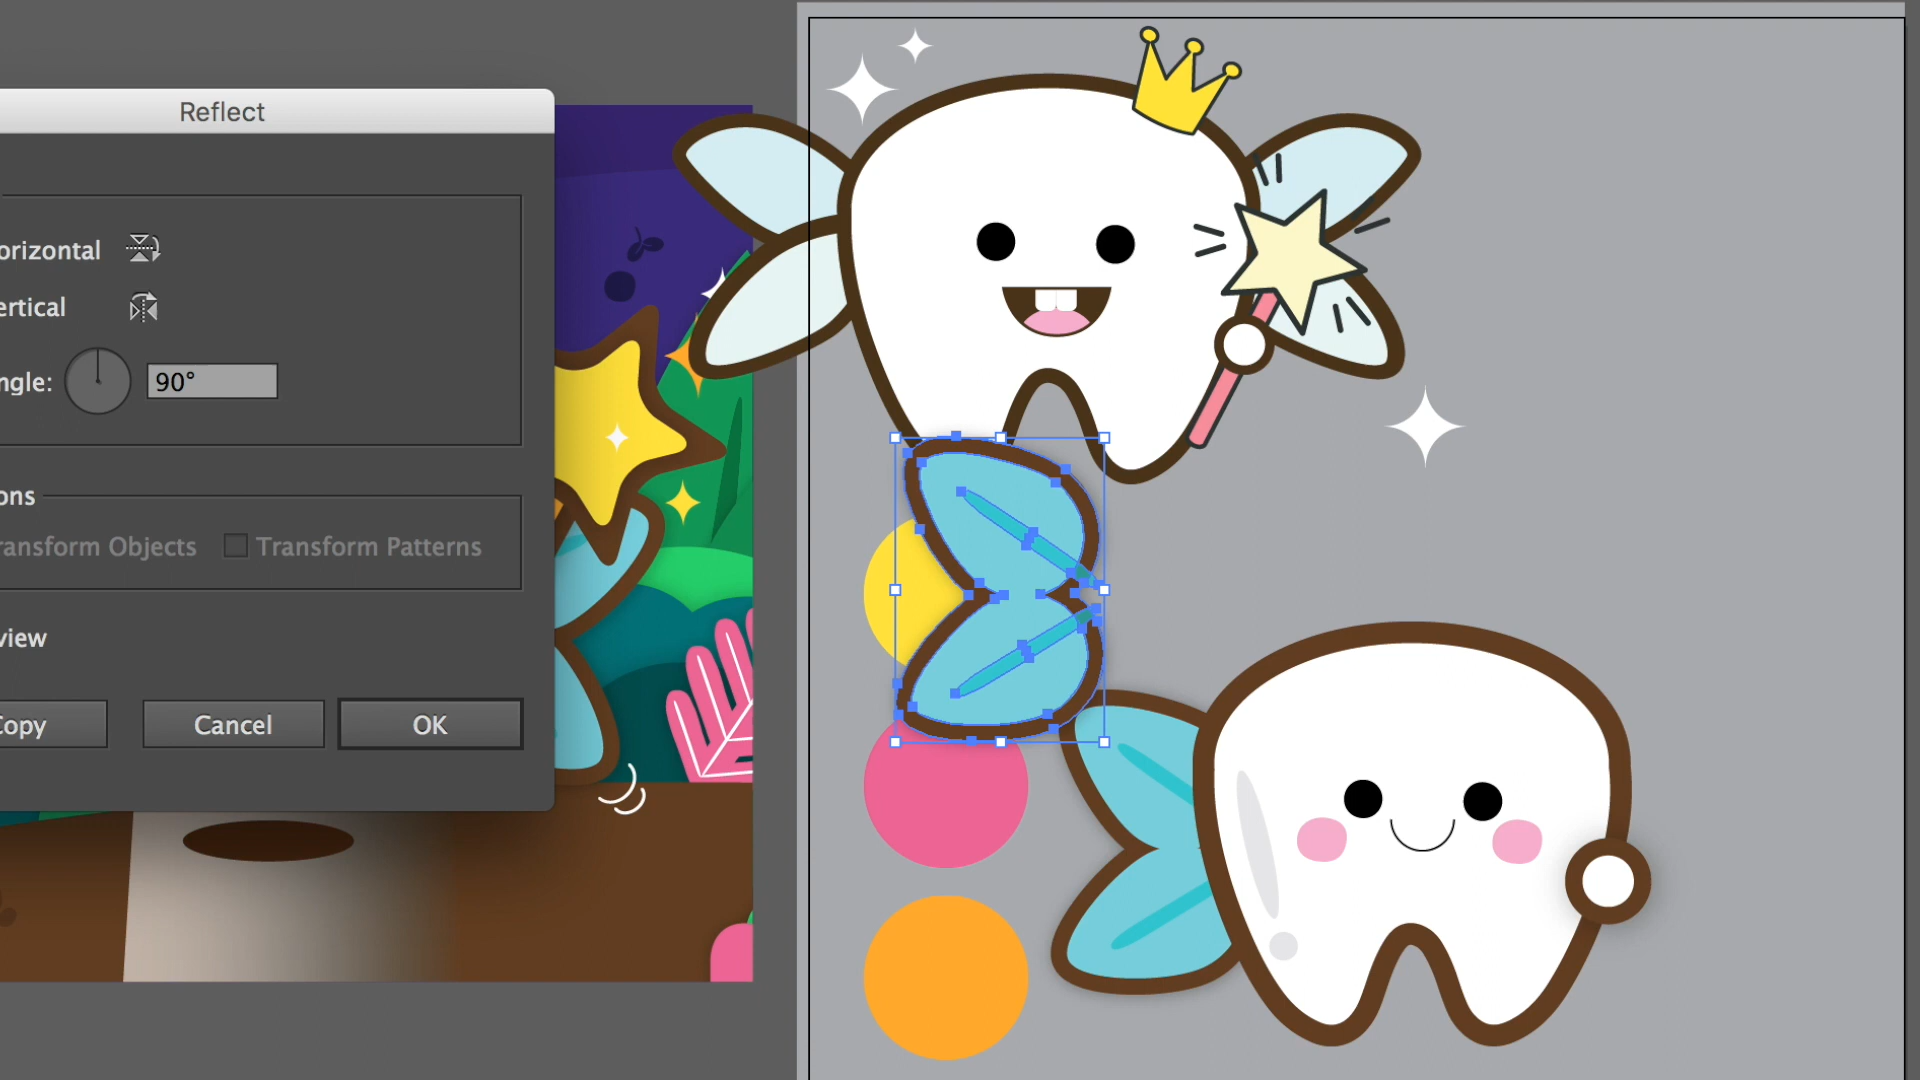 Reflect
orizontal
ertical
ngle: 90°
ons
ransform Objects Transform Patterns
view
Copy Cancel OK